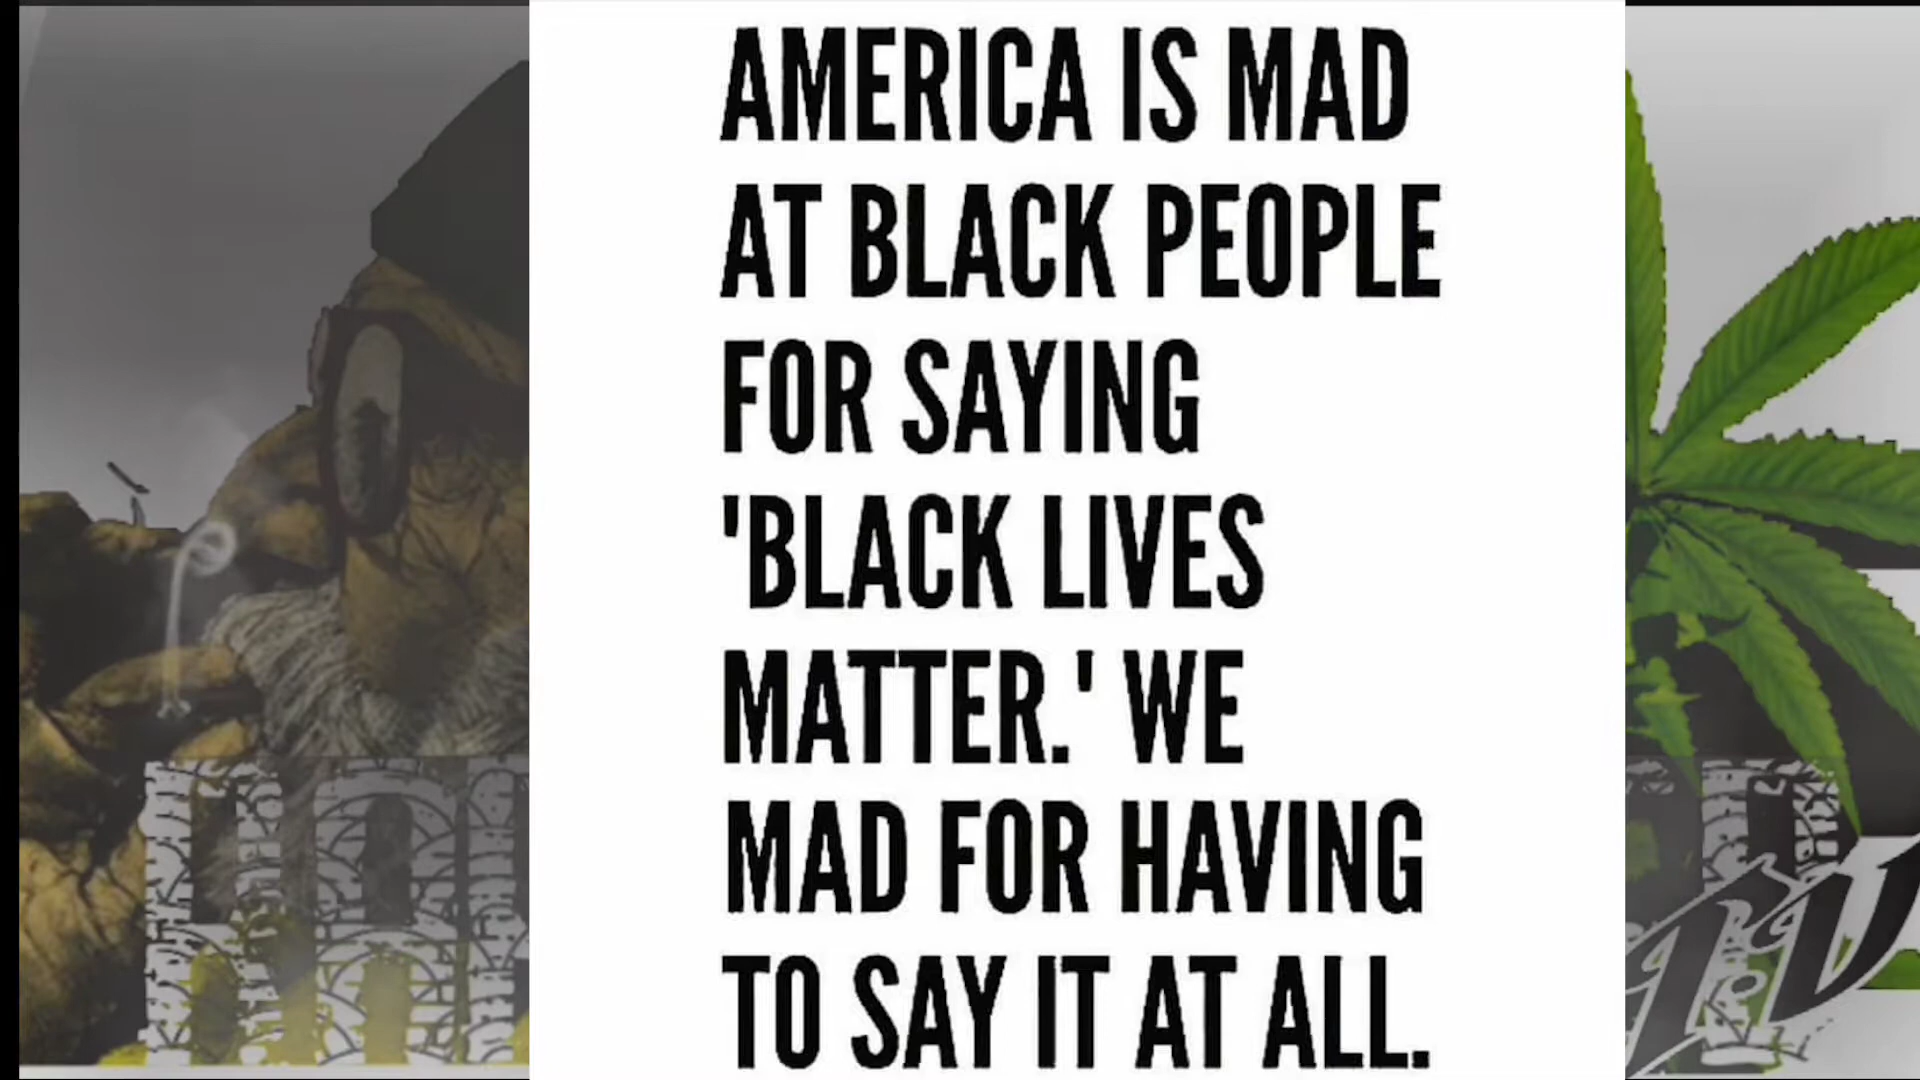 AMERICA IS MAD
AT BLACK PEOPLE
FOR SAYING
'BLACK LIVES
MATTER.' WE
MAD FOR HAVING
TO SAY IT AT ALL.
TV